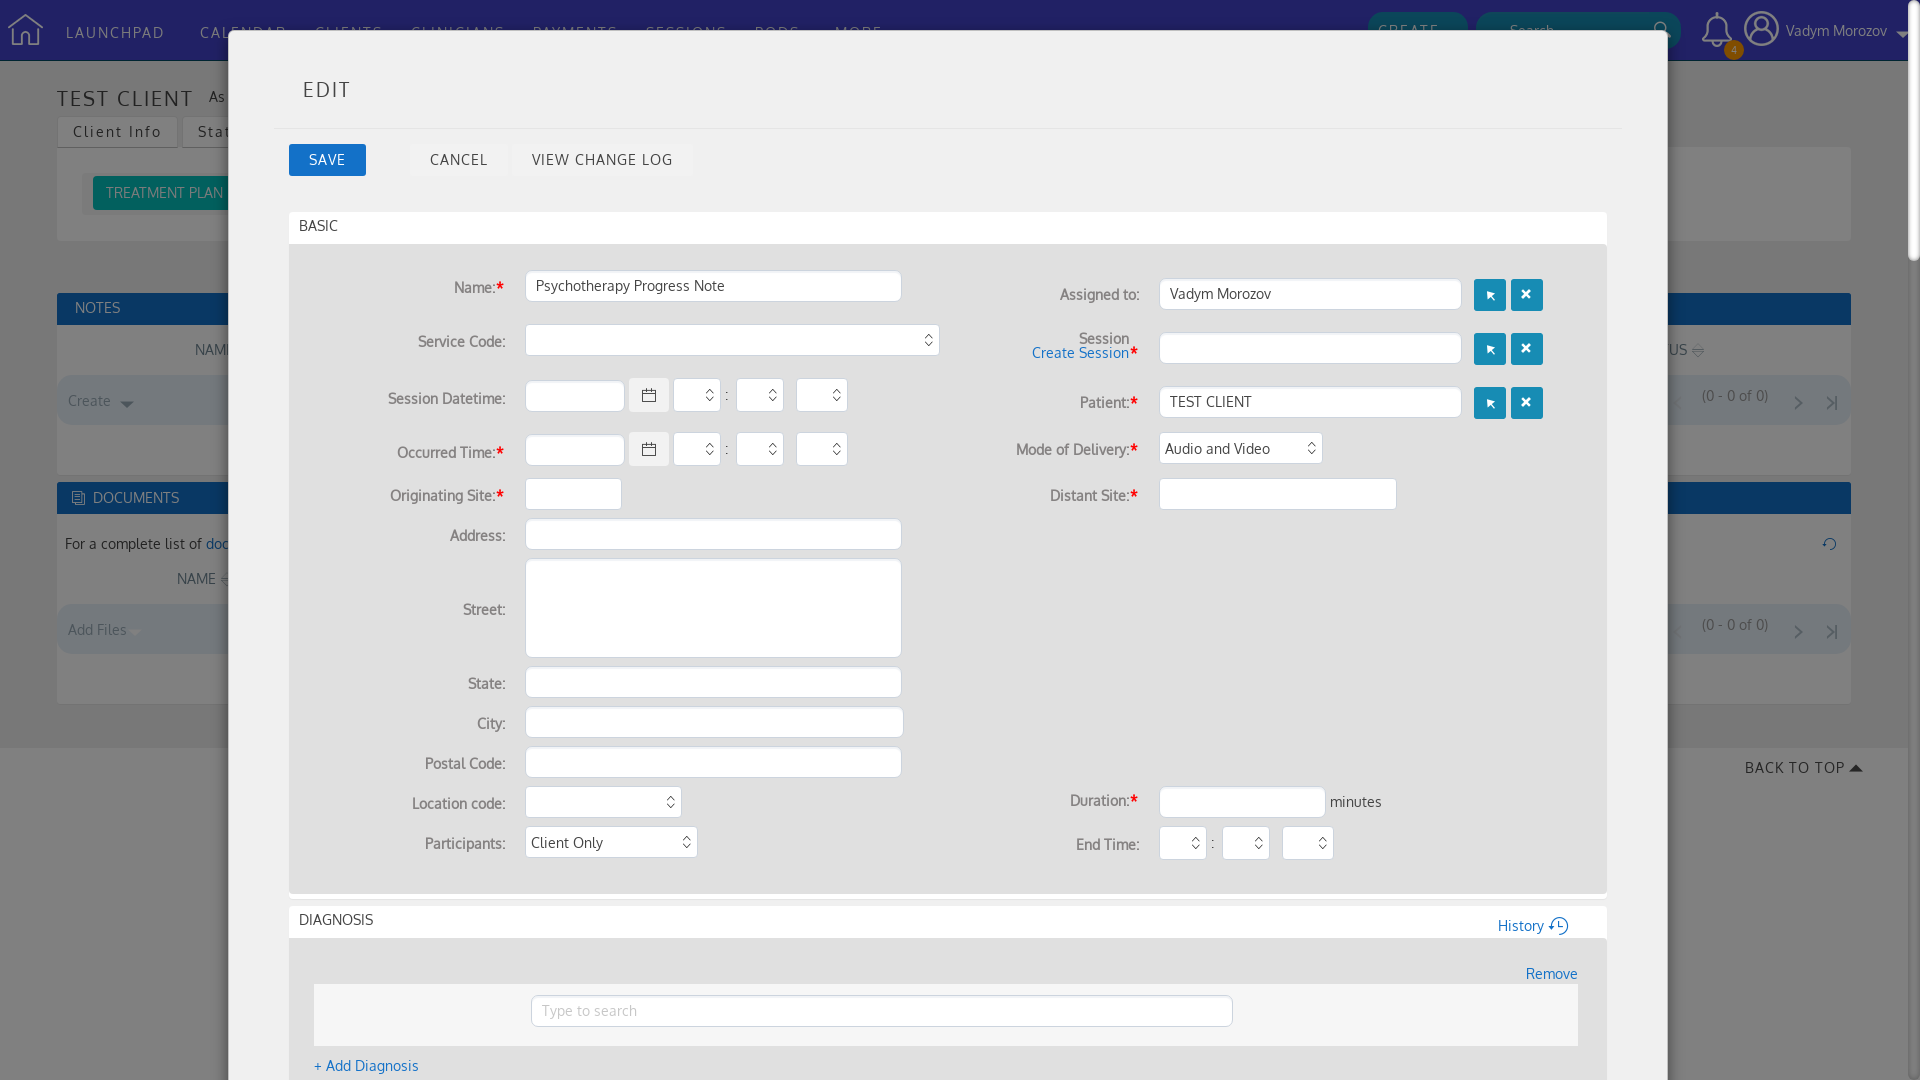 LAUNCHPAD CALENDAR CLIENTS CLINICIANS PAYMENTS SESSIONS PODS MORE CREATE Search 4 Vadym Morozov
TEST CLIENT As
Client Info Stat
TREATMENT PLAN
NOTES
NAM
US
Create
(0 - 0 of 0)
DOCUMENTS
For a complete list of doc
NAME
Add Files
(0 - 0 of 0)
BACK TO TOP
EDIT
SAVE CANCEL VIEW CHANGE LOG
BASIC
Name:* Psychotherapy Progress Note
Assigned to: Vadym Morozov
Service Code:
Session
Create Session*
Session Datetime: :
Patient:* TEST CLIENT
Occurred Time:* :
Mode of Delivery:* Audio and Video
Originating Site:*
Distant Site:*
Address:
Street:
State:
City:
Postal Code:
Location code:
Duration:* minutes
Participants: Client Only
End Time: :
DIAGNOSIS
History
Remove
Type to search
+ Add Diagnosis